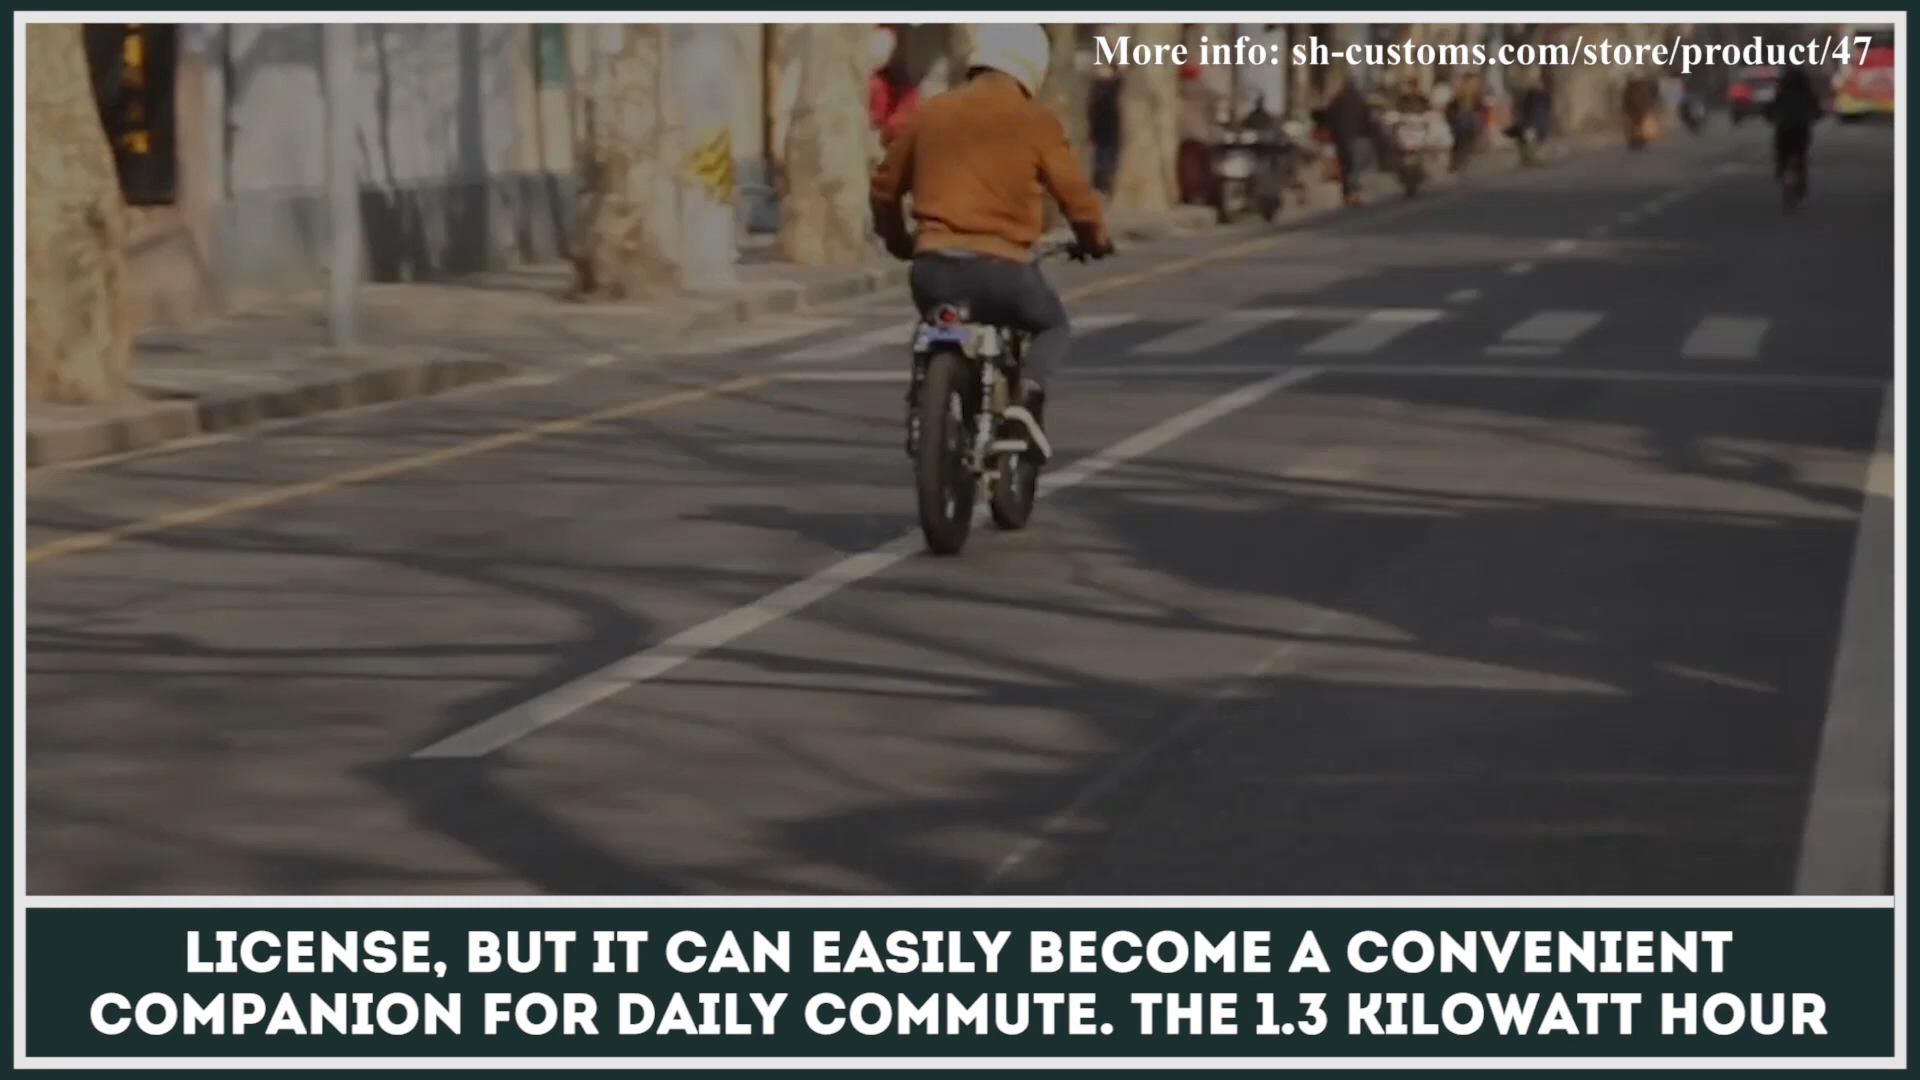 More info: sh-customs.com/store/product/47
LICENSE, BUT IT CAN EASILY BECOME A CONVENIENT
COMPANION FOR DAILY COMMUTE. THE 1.3 KILOWATT HOUR